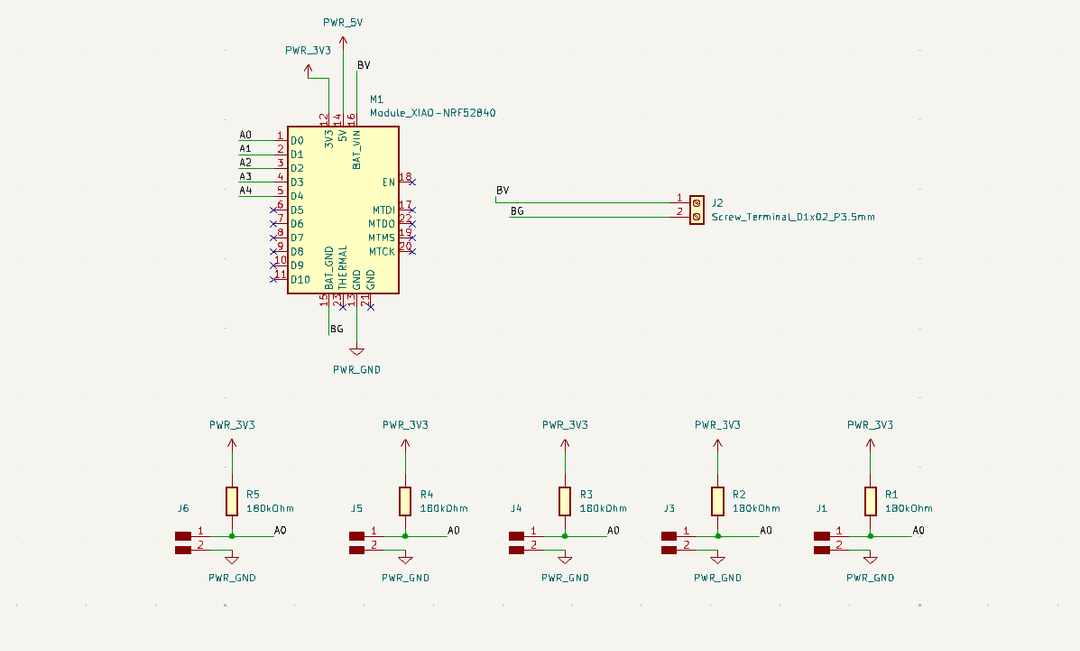 PWR_5V
PWR_3V3
BV
M1
Module_XIAO-NRF52840
12 14 16
3V3 5V BAT_VIN
A0 1 D0
A1 2 D1
A2 3 D2
A3 4 D3
A4 5 D4
6 D5
7 D6
8 D7
9 D8
10 D9
11 D10
EN 18
MTDI 17
MTDO 22
MTMS 19
MTCK 20
BAT_GND THERMAL GND GND
15 23 13 21
BG
PWR_GND
BV
BG
1
2
J2
Screw_Terminal_01x02_P3.5mm
PWR_3V3 PWR_3V3 PWR_3V3 PWR_3V3 PWR_3V3
J6 R5 J5 R4 J4 R3 J3 R2 J1 R1
180kOhm 180kOhm 180kOhm 180kOhm 180kOhm
1 A0 1 A0 1 A0 1 A0 1 A0
2 2 2 2 2
PWR_GND PWR_GND PWR_GND PWR_GND PWR_GND